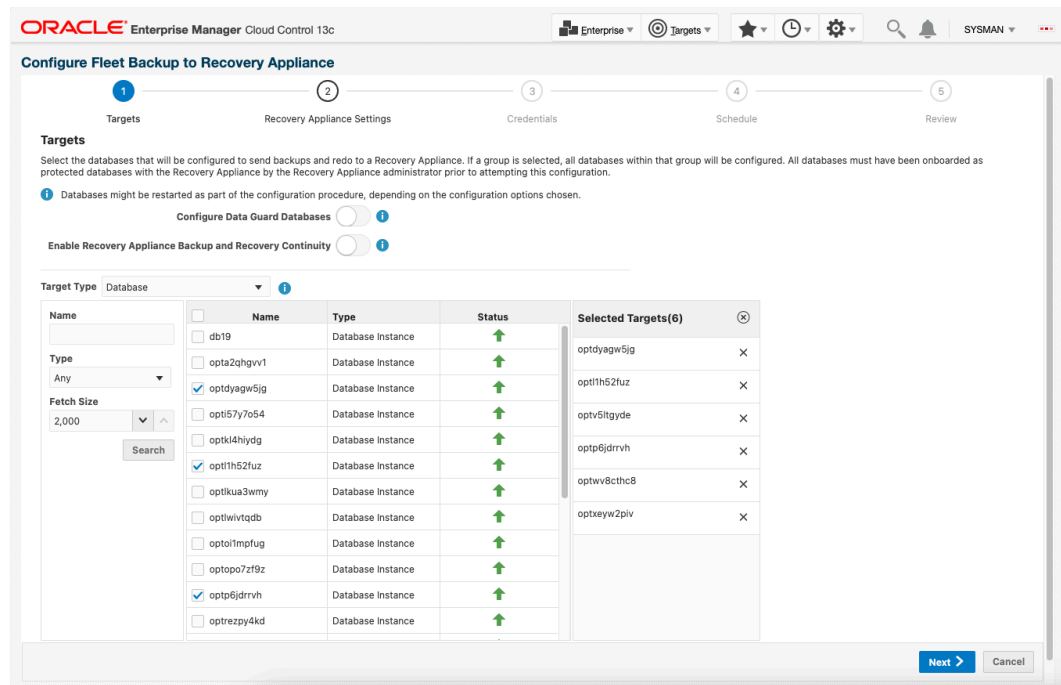 ORACLE Enterprise Manager Cloud Control 13c Enterprise Targets SYSMAN
Configure Fleet Backup to Recovery Appliance
1 2 3 4 5
Targets Recovery Appliance Settings Credentials Schedule Review
Targets
Select the databases that will be configured to send backups and redo to a Recovery Appliance. If a group is selected, all databases within that group will be configured. All databases must have been onboarded as
protected databases with the Recovery Appliance by the Recovery Appliance administrator prior to attempting this configuration.
Databases might be restarted as part of the configuration procedure, depending on the configuration options chosen.
Configure Data Guard Databases
Enable Recovery Appliance Backup and Recovery Continuity
Target Type Database
Name
Type
Any
Fetch Size
2,000
Search
Name Type Status
db19 Database Instance
opta2qhgvv1 Database Instance
optdyagw5jg Database Instance
opti57y7o54 Database Instance
optkl4hiydg Database Instance
optl1h52fuz Database Instance
optlkua3wmy Database Instance
optlwivtqdb Database Instance
optoi1mpfug Database Instance
optopo7zf9z Database Instance
optp6jdrrvh Database Instance
optrezpy4kd Database Instance
Selected Targets(6)
optdyagw5jg
optl1h52fuz
optv5ltgyde
optp6jdrrvh
optwv8cthc8
optxeyw2piv
Next Cancel